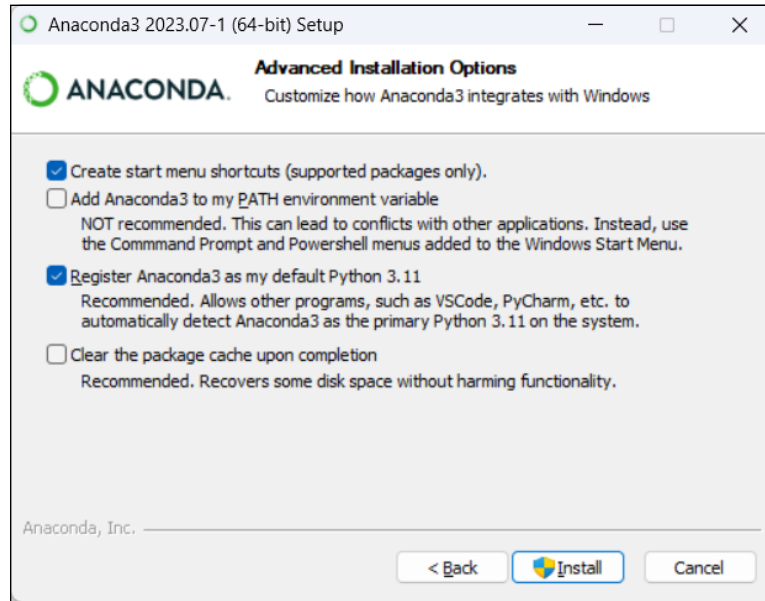 Anaconda3 2023.07-1 (64-bit) Setup
ANACONDA.
Advanced Installation Options
Customize how Anaconda3 integrates with Windows
Create start menu shortcuts (supported packages only).
Add Anaconda3 to my PATH environment variable
NOT recommended. This can lead to conflicts with other applications. Instead, use
the Commmand Prompt and Powershell menus added to the Windows Start Menu.
Register Anaconda3 as my default Python 3.11
Recommended. Allows other programs, such as VSCode, PyCharm, etc. to
automatically detect Anaconda3 as the primary Python 3.11 on the system.
Clear the package cache upon completion
Recommended. Recovers some disk space without harming functionality.
Anaconda, Inc.
< Back
Install
Cancel